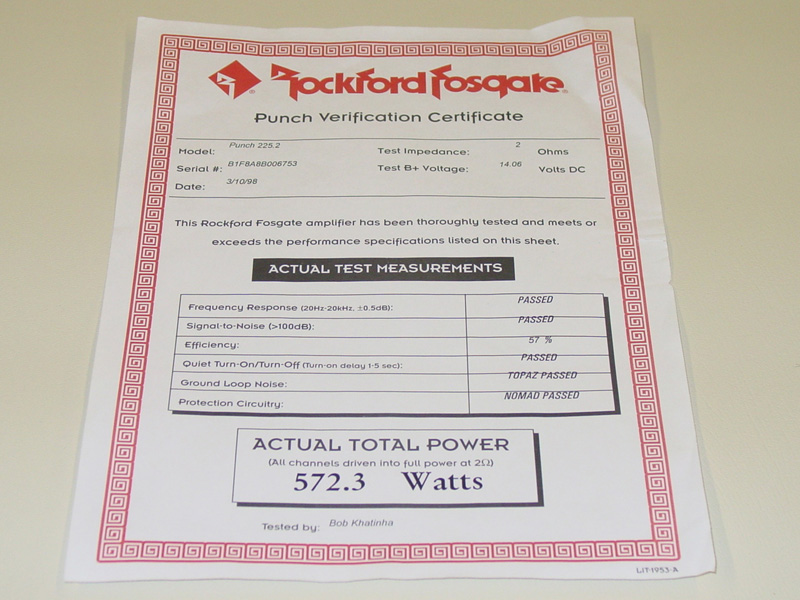 Rockford Fosgate®
Punch Verification Certificate
Model: Punch 225.2 Test Impedance: 2 Ohms
Serial #: B1F8A8B006753 Test B+ Voltage: 14.06 Volts DC
Date: 3/10/98
This Rockford Fosgate amplifier has been thoroughly tested and meets or
exceeds the performance specifications listed on this sheet.
ACTUAL TEST MEASUREMENTS
Frequency Response (20Hz-20kHz, ±0.5dB): PASSED
Signal-to-Noise (>100dB): PASSED
Efficiency: 57 %
Quiet Turn-On/Turn-Off (Turn-on delay 1-5 sec): PASSED
Ground Loop Noise: TOPAZ PASSED
Protection Circuitry: NOMAD PASSED
ACTUAL TOTAL POWER
(All channels driven into full power at 2Ω)
572.3 Watts
Tested by: Bob Khatinha
LIT-1953-A